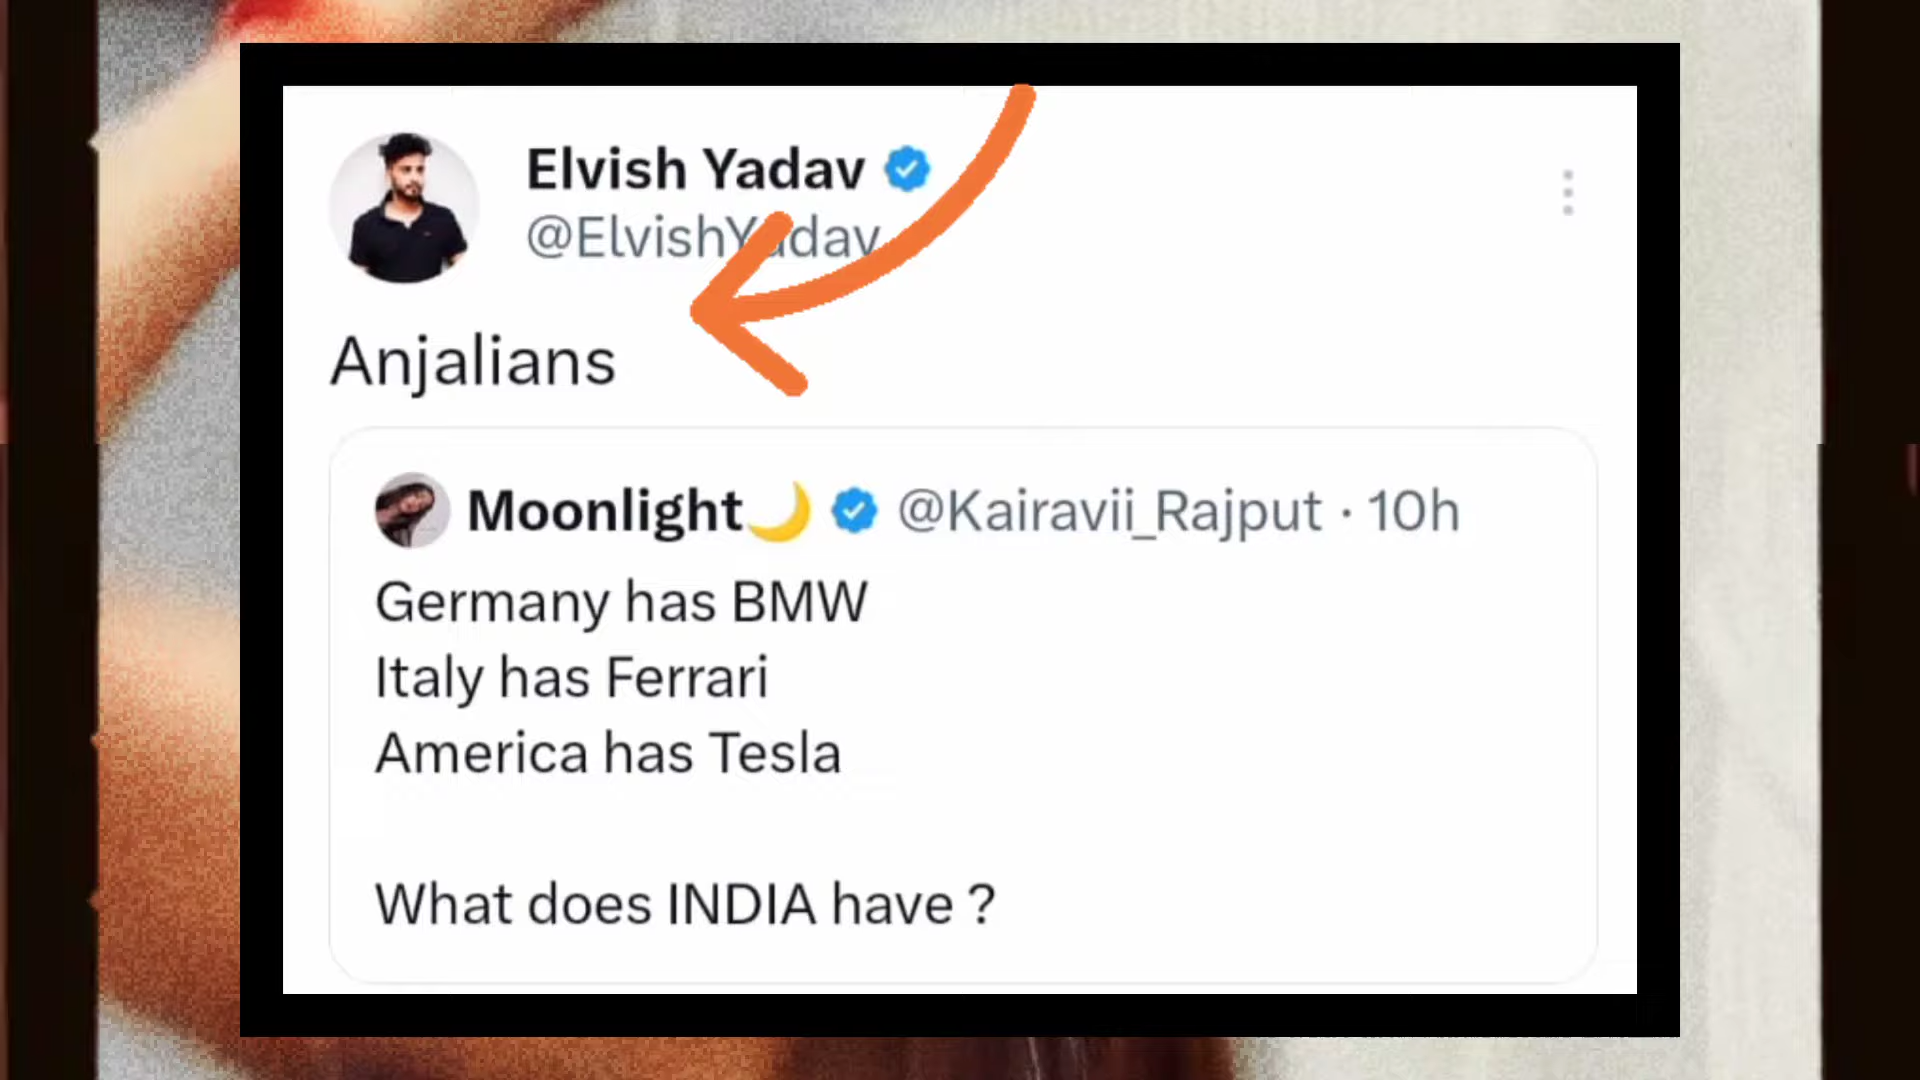 Elvish Yadav
@ElvishYadav
Anjalians
Moonlight🌙 @Kairavii_Rajput · 10h
Germany has BMW
Italy has Ferrari
America has Tesla
What does INDIA have ?